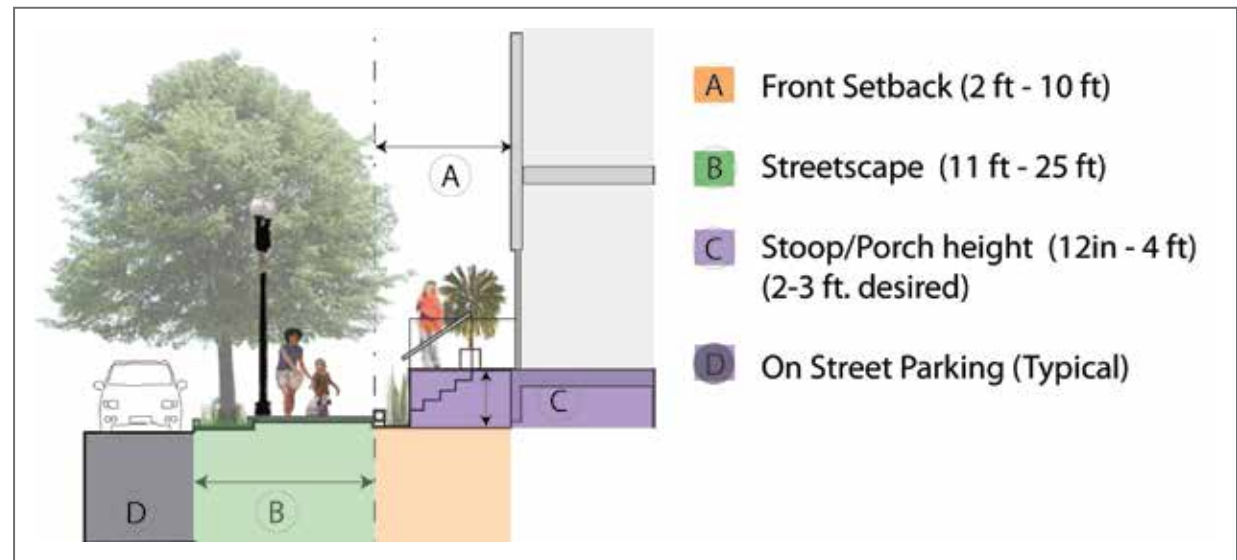 A
A Front Setback (2 ft - 10 ft)
B Streetscape (11 ft - 25 ft)
C Stoop/Porch height (12in - 4 ft)
(2-3 ft. desired)
D On Street Parking (Typical)
C
D
B